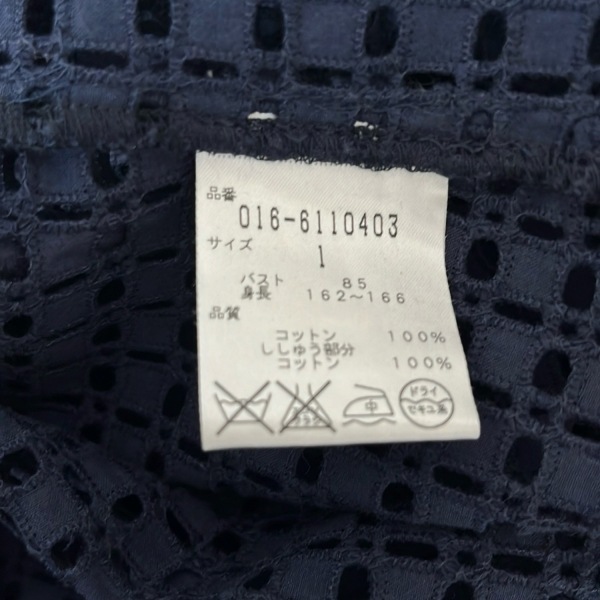 品番
016-6110403
サイズ
1
バスト 85
身長 162〜166
品質
コットン 100%
ししゅう部分
コットン 100%
中 ドライ
セキユ系